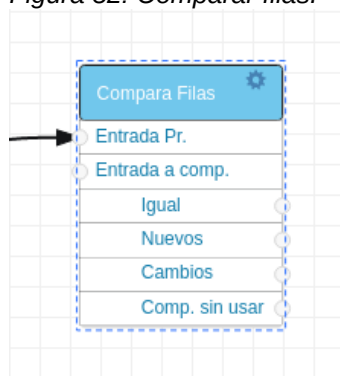 Figura 32. Comparar filas.
Compara Filas
Entrada Pr.
Entrada a comp.
Igual
Nuevos
Cambios
Comp. sin usar